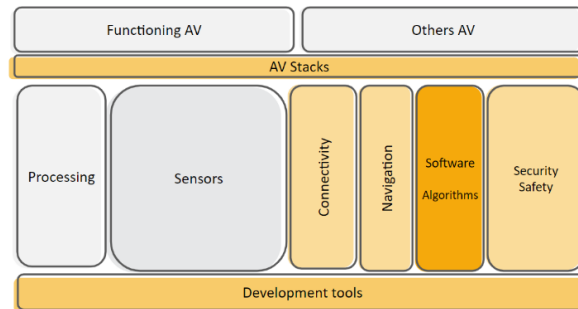 Functioning AV
Others AV
AV Stacks
Processing
Sensors
Connectivity
Navigation
Software
Algorithms
Security
Safety
Development tools